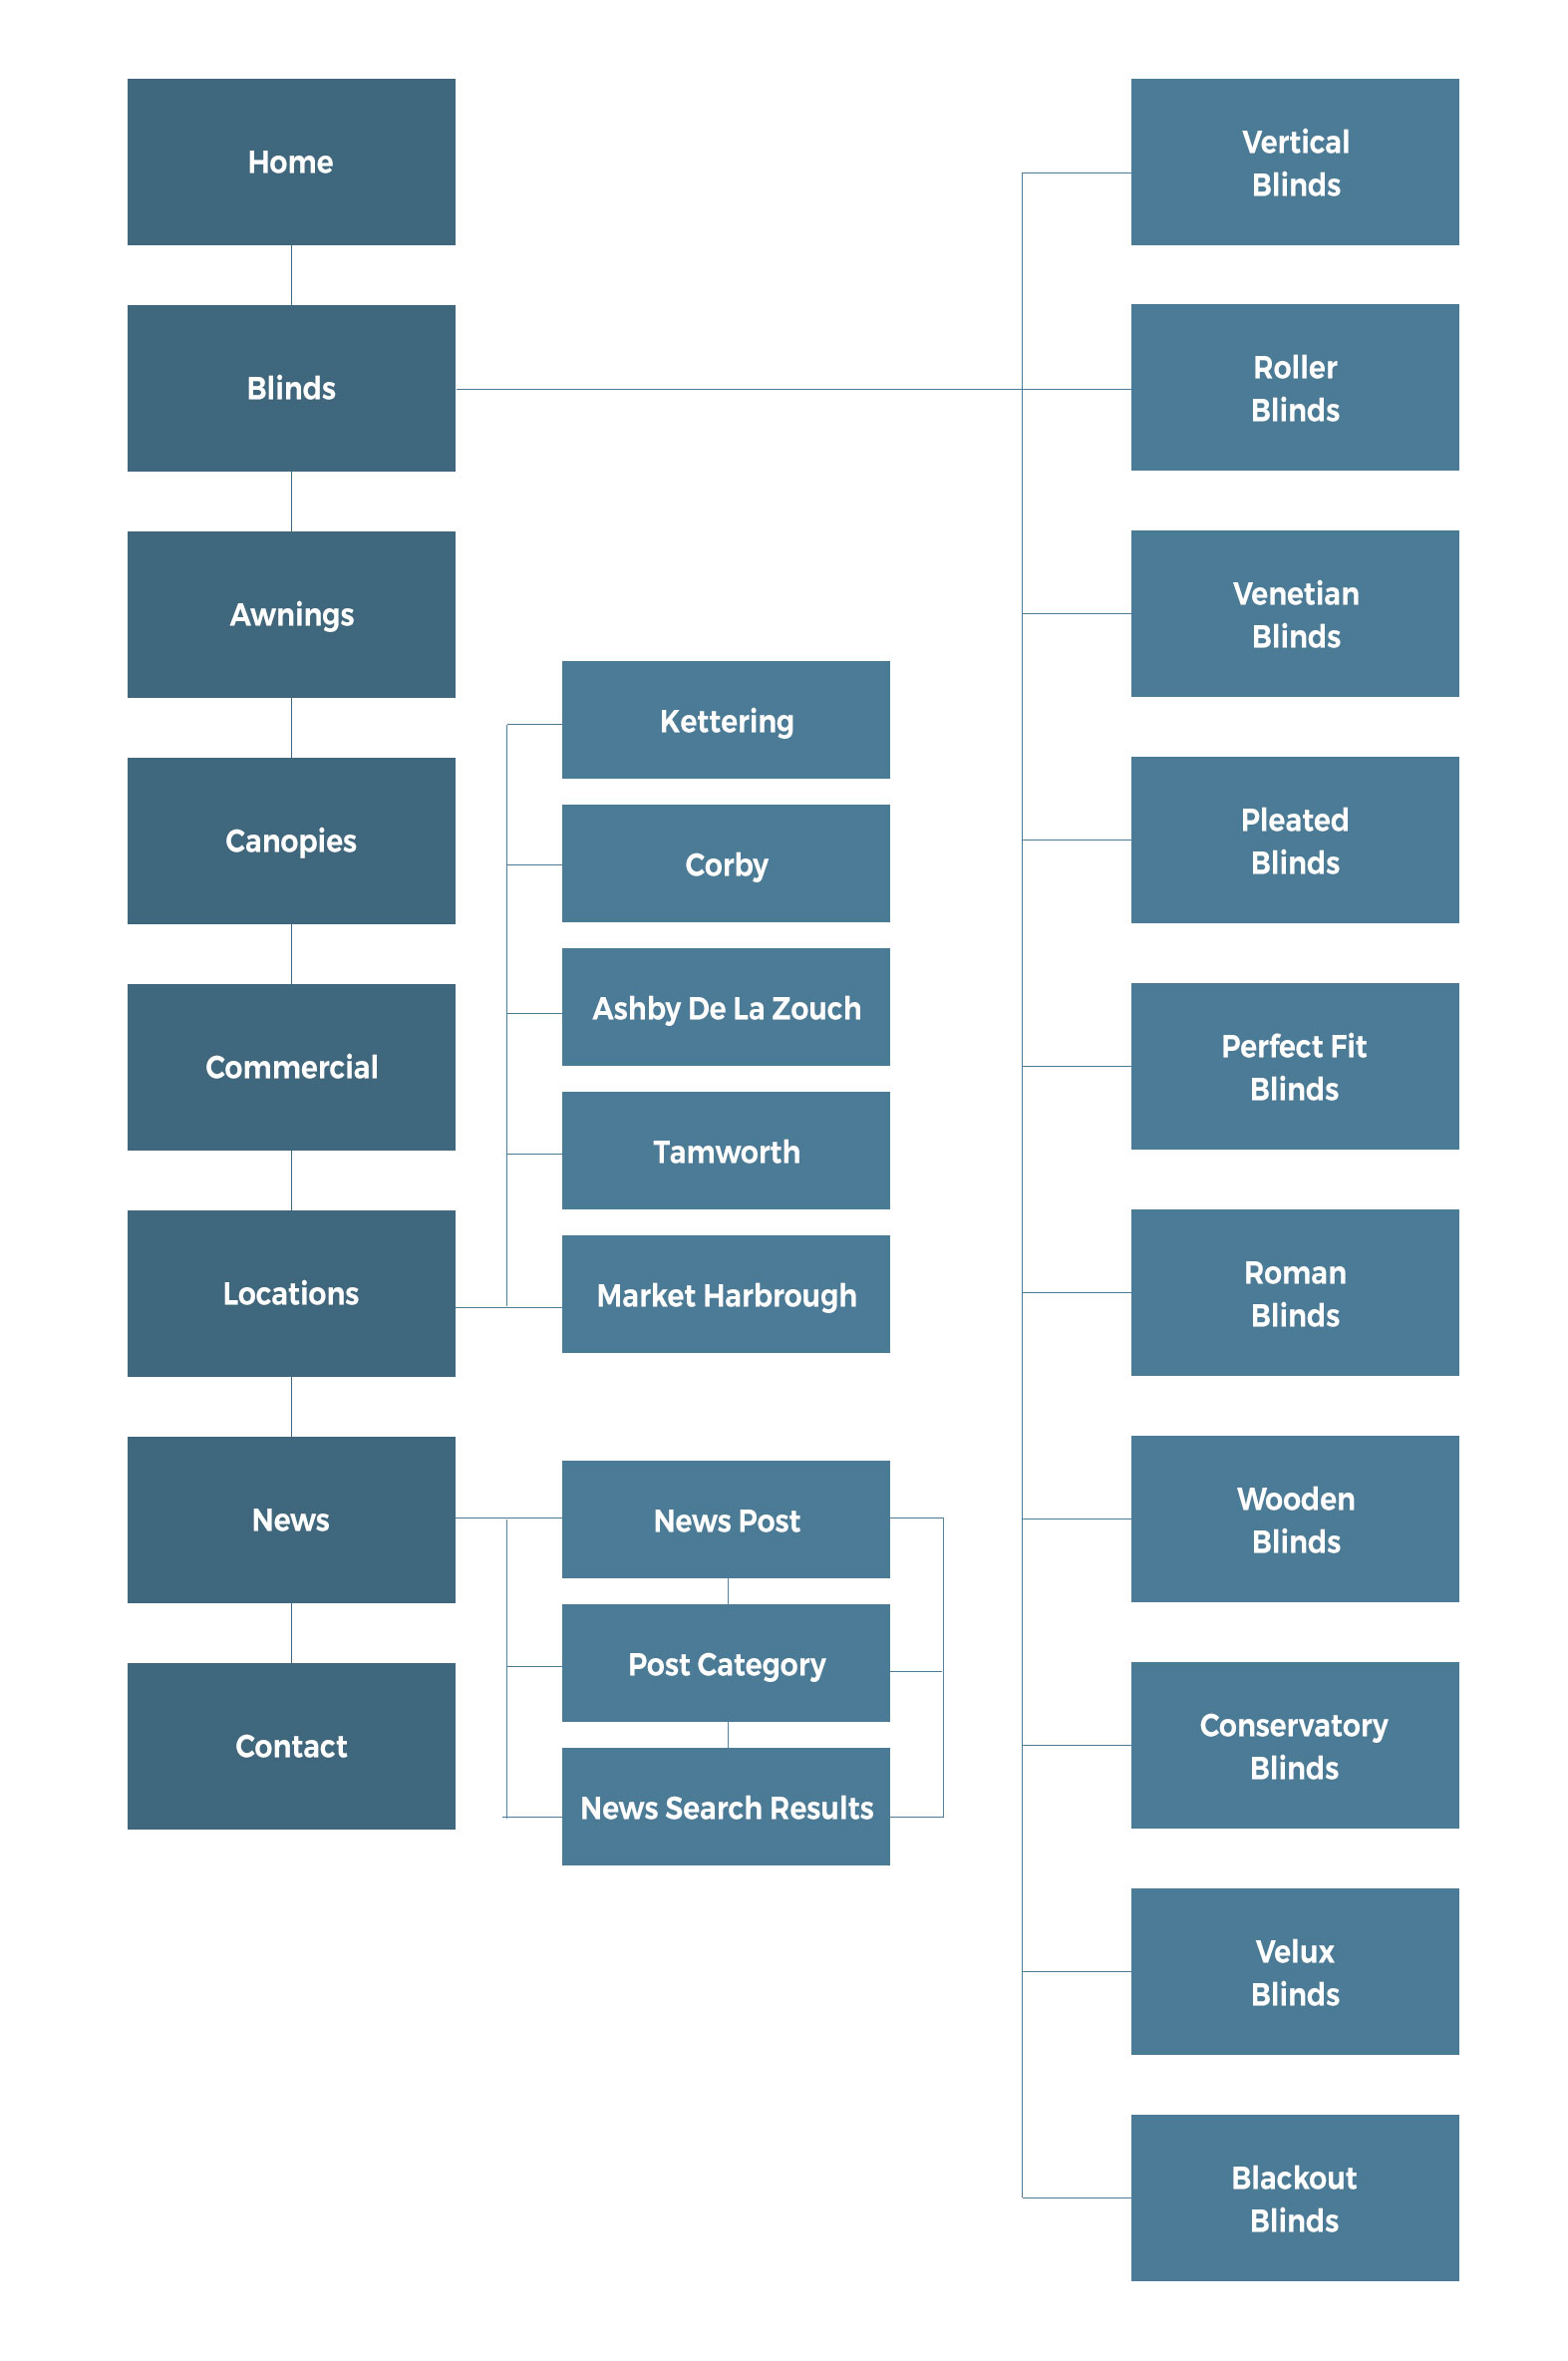 Home
Blinds
Awnings
Canopies
Commercial
Locations
News
Contact
Kettering
Corby
Ashby De La Zouch
Tamworth
Market Harbrough
News Post
Post Category
News Search Results
Vertical
Blinds
Roller
Blinds
Venetian
Blinds
Pleated
Blinds
Perfect Fit
Blinds
Roman
Blinds
Wooden
Blinds
Conservatory
Blinds
Velux
Blinds
Blackout
Blinds